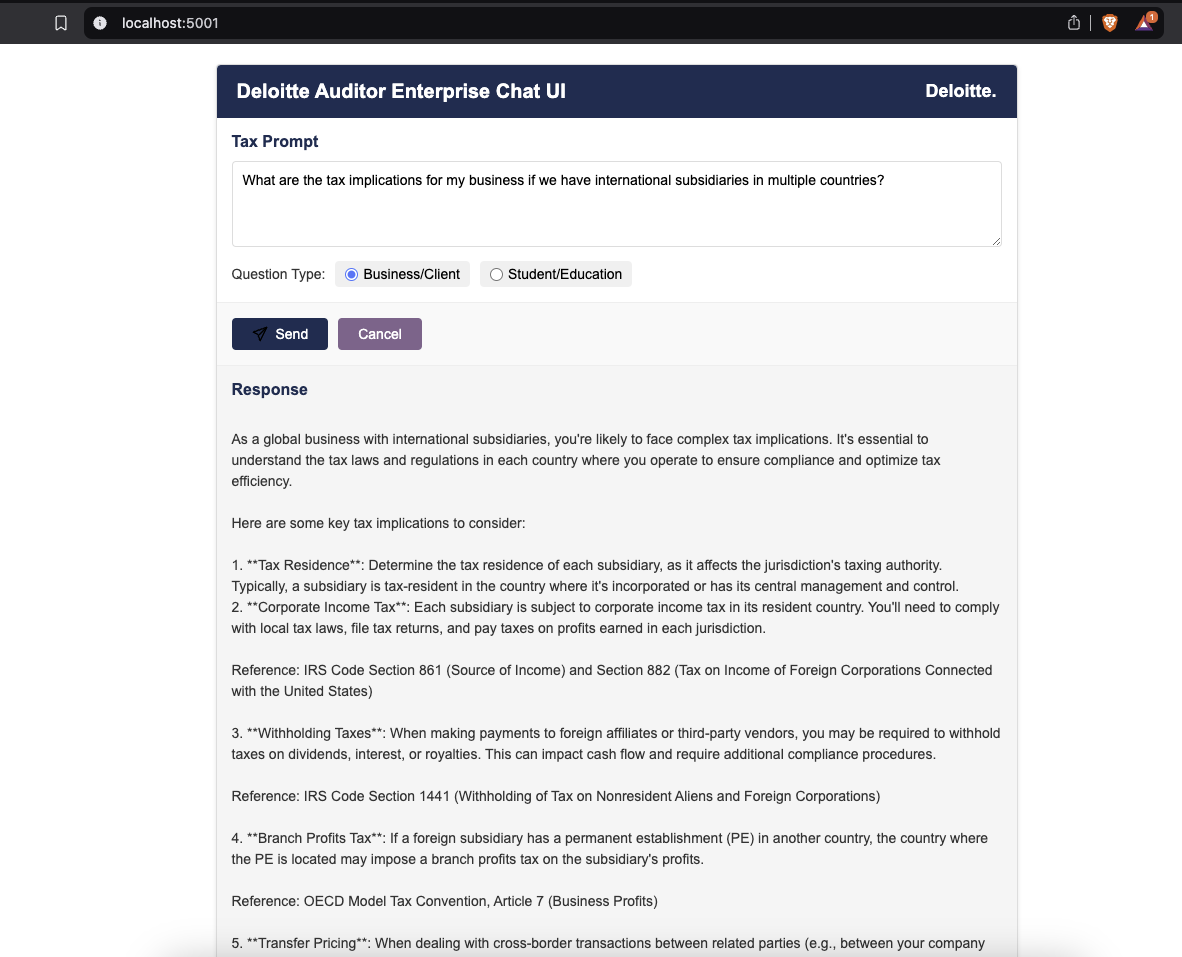 localhost:5001
1
Deloitte Auditor Enterprise Chat UI
Deloitte.
Tax Prompt
What are the tax implications for my business if we have international subsidiaries in multiple countries?
Question Type: Business/Client Student/Education
Send Cancel
Response
As a global business with international subsidiaries, you're likely to face complex tax implications. It's essential to
understand the tax laws and regulations in each country where you operate to ensure compliance and optimize tax
efficiency.
Here are some key tax implications to consider:
1. **Tax Residence**: Determine the tax residence of each subsidiary, as it affects the jurisdiction's taxing authority.
Typically, a subsidiary is tax-resident in the country where it's incorporated or has its central management and control.
2. **Corporate Income Tax**: Each subsidiary is subject to corporate income tax in its resident country. You'll need to comply
with local tax laws, file tax returns, and pay taxes on profits earned in each jurisdiction.
Reference: IRS Code Section 861 (Source of Income) and Section 882 (Tax on Income of Foreign Corporations Connected
with the United States)
3. **Withholding Taxes**: When making payments to foreign affiliates or third-party vendors, you may be required to withhold
taxes on dividends, interest, or royalties. This can impact cash flow and require additional compliance procedures.
Reference: IRS Code Section 1441 (Withholding of Tax on Nonresident Aliens and Foreign Corporations)
4. **Branch Profits Tax**: If a foreign subsidiary has a permanent establishment (PE) in another country, the country where
the PE is located may impose a branch profits tax on the subsidiary's profits.
Reference: OECD Model Tax Convention, Article 7 (Business Profits)
5. **Transfer Pricing**: When dealing with cross-border transactions between related parties (e.g., between your company